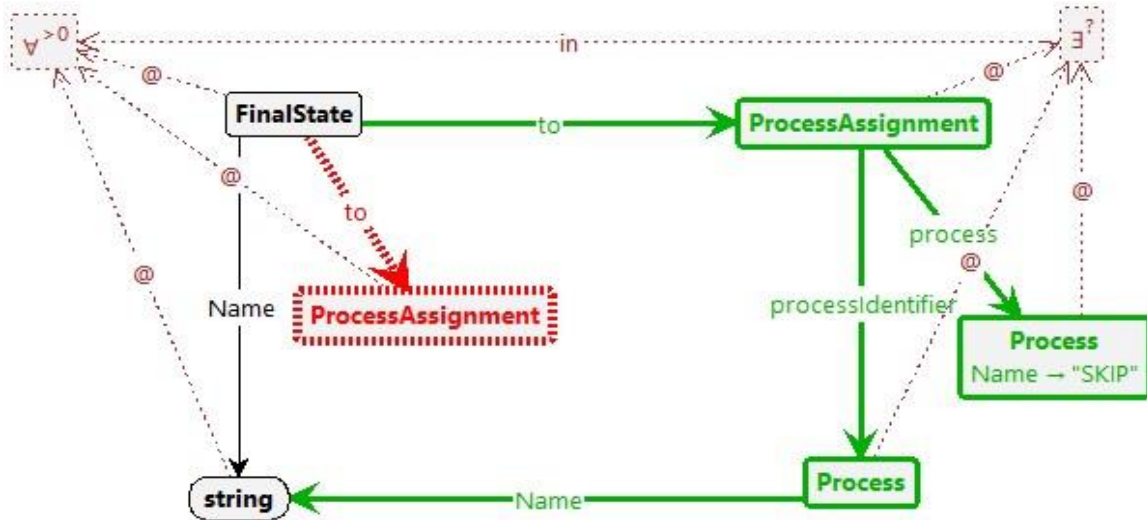 ∀>0
in
∃?
@
@
FinalState
to
ProcessAssignment
@
@
to
process
@
@
Name
processIdentifier
ProcessAssignment
Process
Name → "SKIP"
Process
string
Name